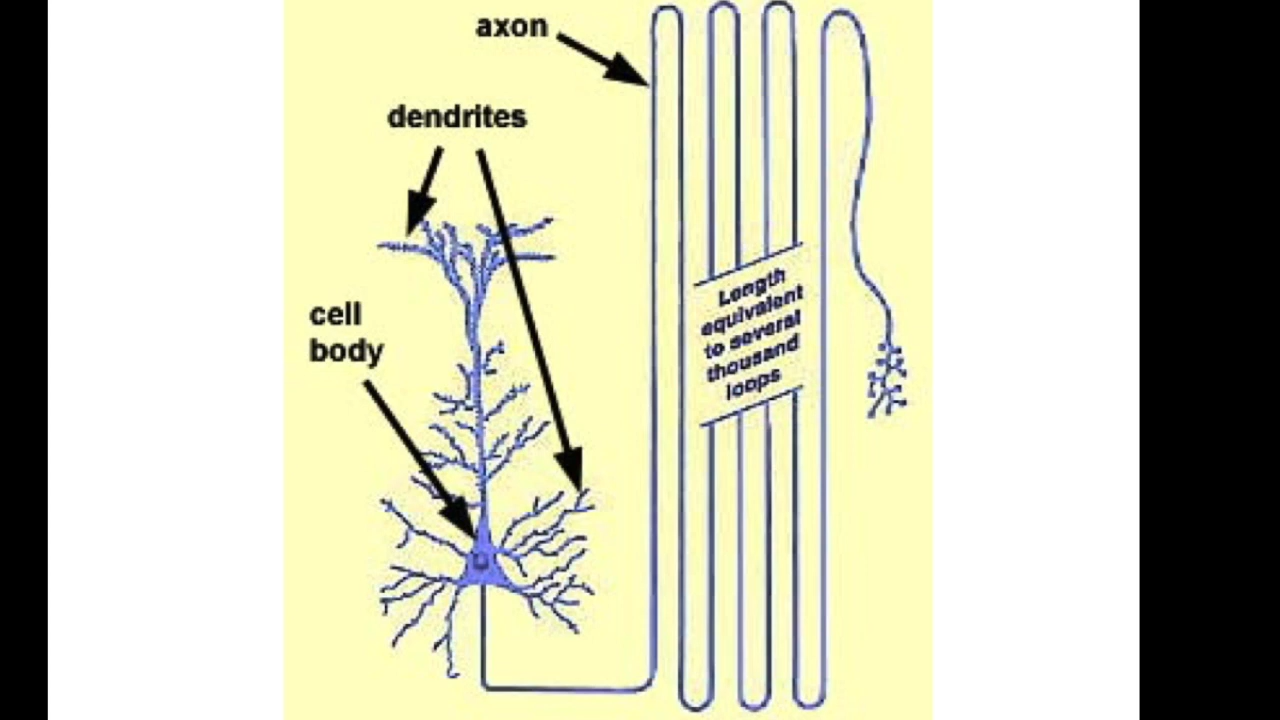 axon
dendrites
cell
body
Length
equivalent
to several
thousand
loops